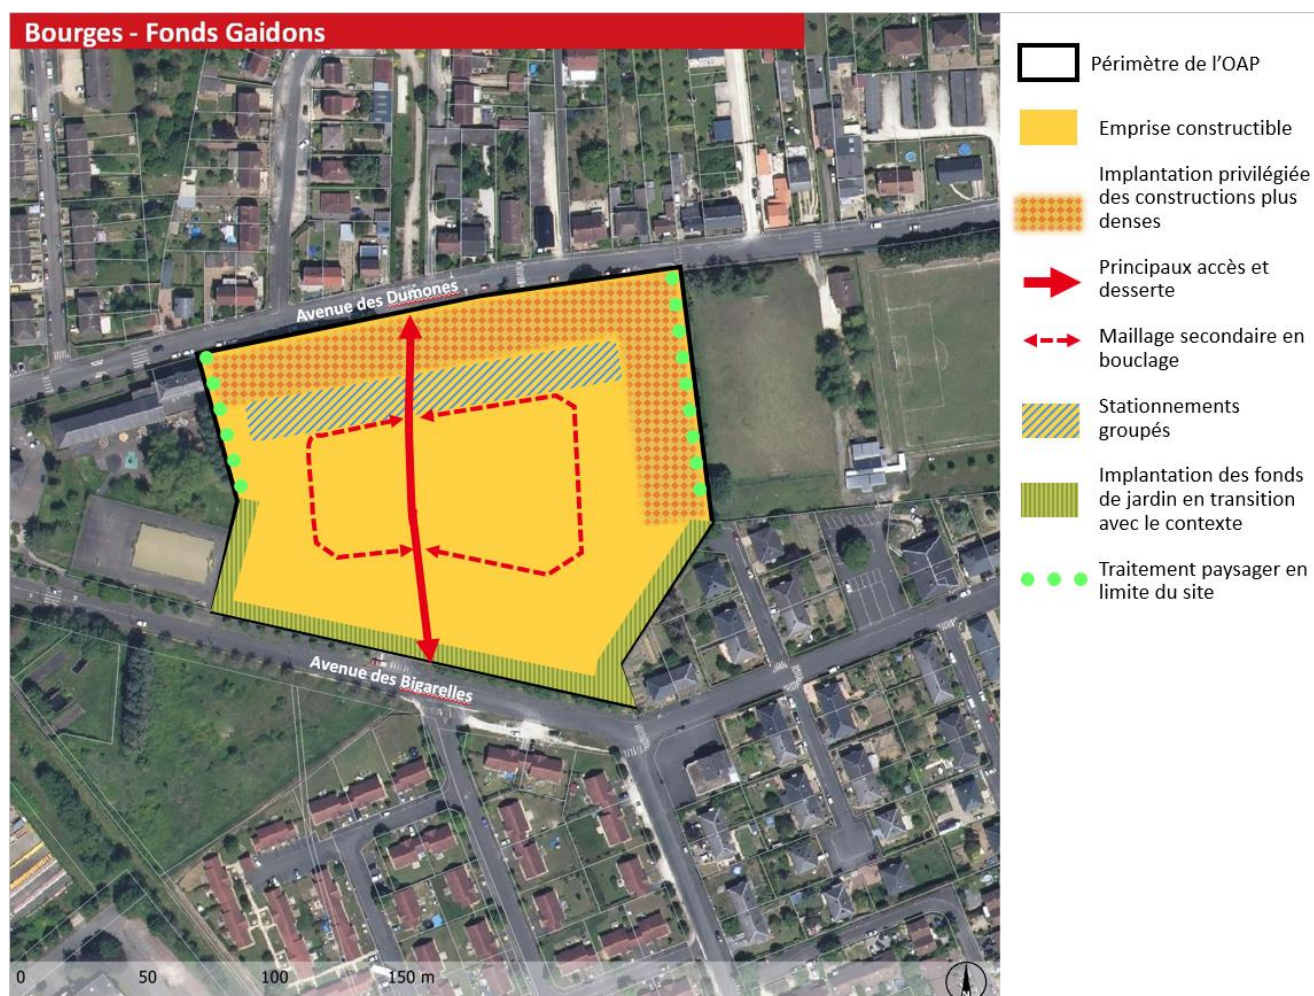 Bourges - Fonds Gaidons
Périmètre de l'OAP
Emprise constructible
Implantation privilégiée
des constructions plus
denses
Principaux accès et
desserte
Maillage secondaire en
bouclage
Stationnements
groupés
Implantation des fonds
de jardin en transition
avec le contexte
Traitement paysager en
limite du site
Avenue des Dumones
Avenue des Bigarelles
0 50 100 150 m
N